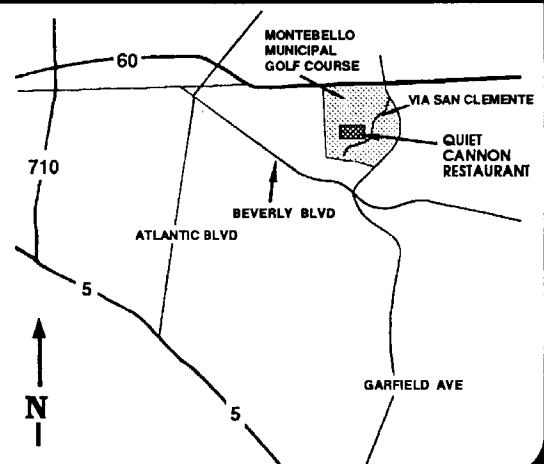 MONTEBELLO
MUNICIPAL
GOLF COURSE
60
VIA SAN CLEMENTE
QUIET
CANNON
RESTAURANT
710
BEVERLY BLVD
ATLANTIC BLVD
5
GARFIELD AVE
N
5